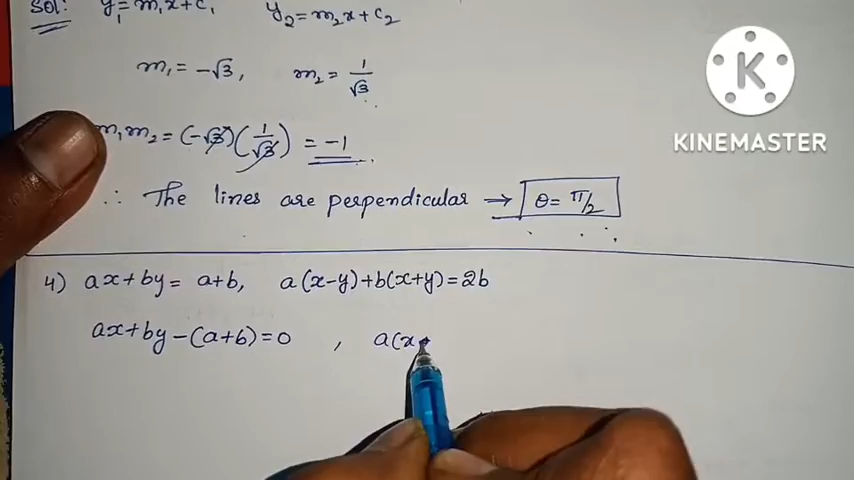 Sol: y₁ = m₁x + c₁   y₂ = m₂x + c₂
m₁ = -√3,   m₂ = 1/√3
m₁m₂ = (-√3)(1/√3) = -1
∴ The lines are perpendicular → θ = π/2
4) ax + by = a + b,   a(x-y) + b(x+y) = 2b
ax + by - (a+b) = 0 ,   a(x
K
KINEMASTER